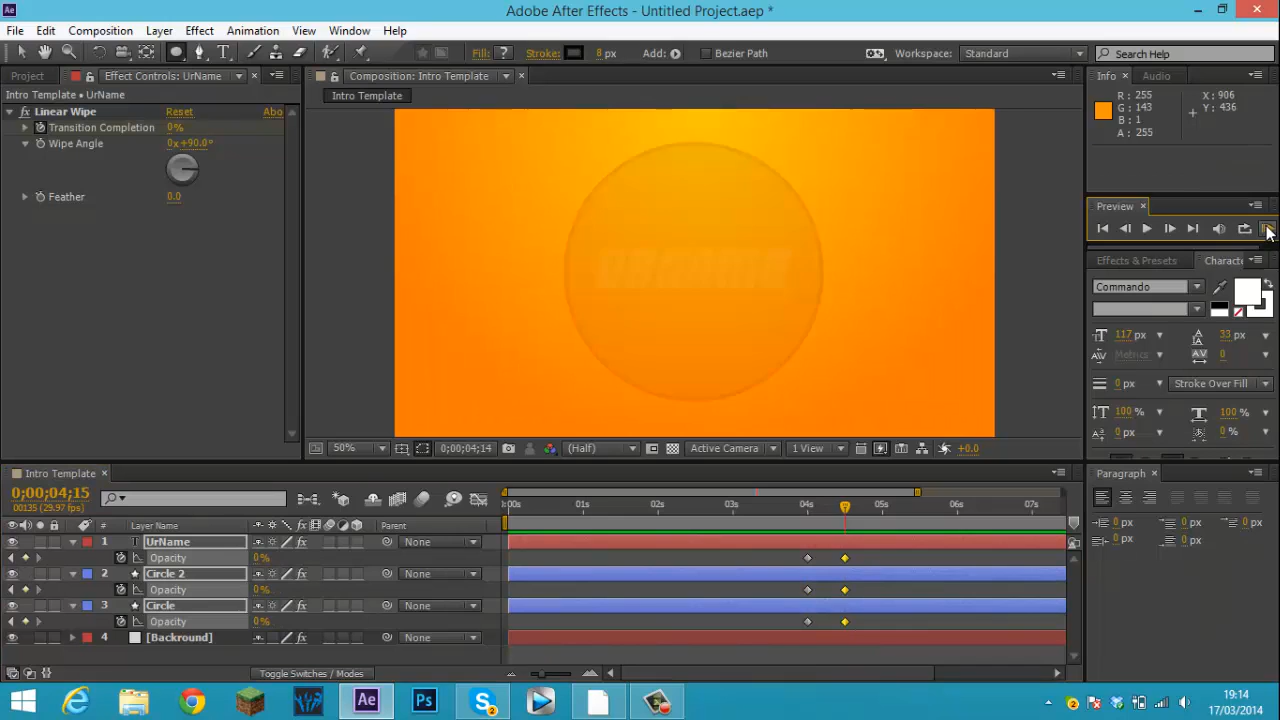 Adobe After Effects - Untitled Project.aep *
File Edit Composition Layer Effect Animation View Window Help
Fill: ? Stroke: 8 px Add: Bezier Path Workspace: Standard Search Help
Project Effect Controls: UrName Composition: Intro Template Info Audio
Intro Template • UrName Intro Template
R: 255 X: 906
G: 143 Y: 436
B: 1
A: 255
fx Linear Wipe Reset Abo
Transition Completion 0%
Wipe Angle 0x+90.0°
Feather 0.0
Preview
Effects & Presets Characte
Commando
117 px 33 px
Metrics 0
0 px Stroke Over Fill
100 % 100 %
0 px 0 %
50% 0;00;04;14 (Half) Active Camera 1 View +0.0
Intro Template Paragraph
0;00;04;15
00135 (29.97 fps)
:00s 01s 02s 03s 04s 05s 06s 07s
# Layer Name Parent
1 T UrName None
Opacity 0%
2 Circle 2 None
Opacity 0%
3 Circle None
Opacity 0%
4 [Backround] None
Toggle Switches / Modes
0 px 0 px 0 px
0 px 0 px
Ae Ps
19:14
17/03/2014